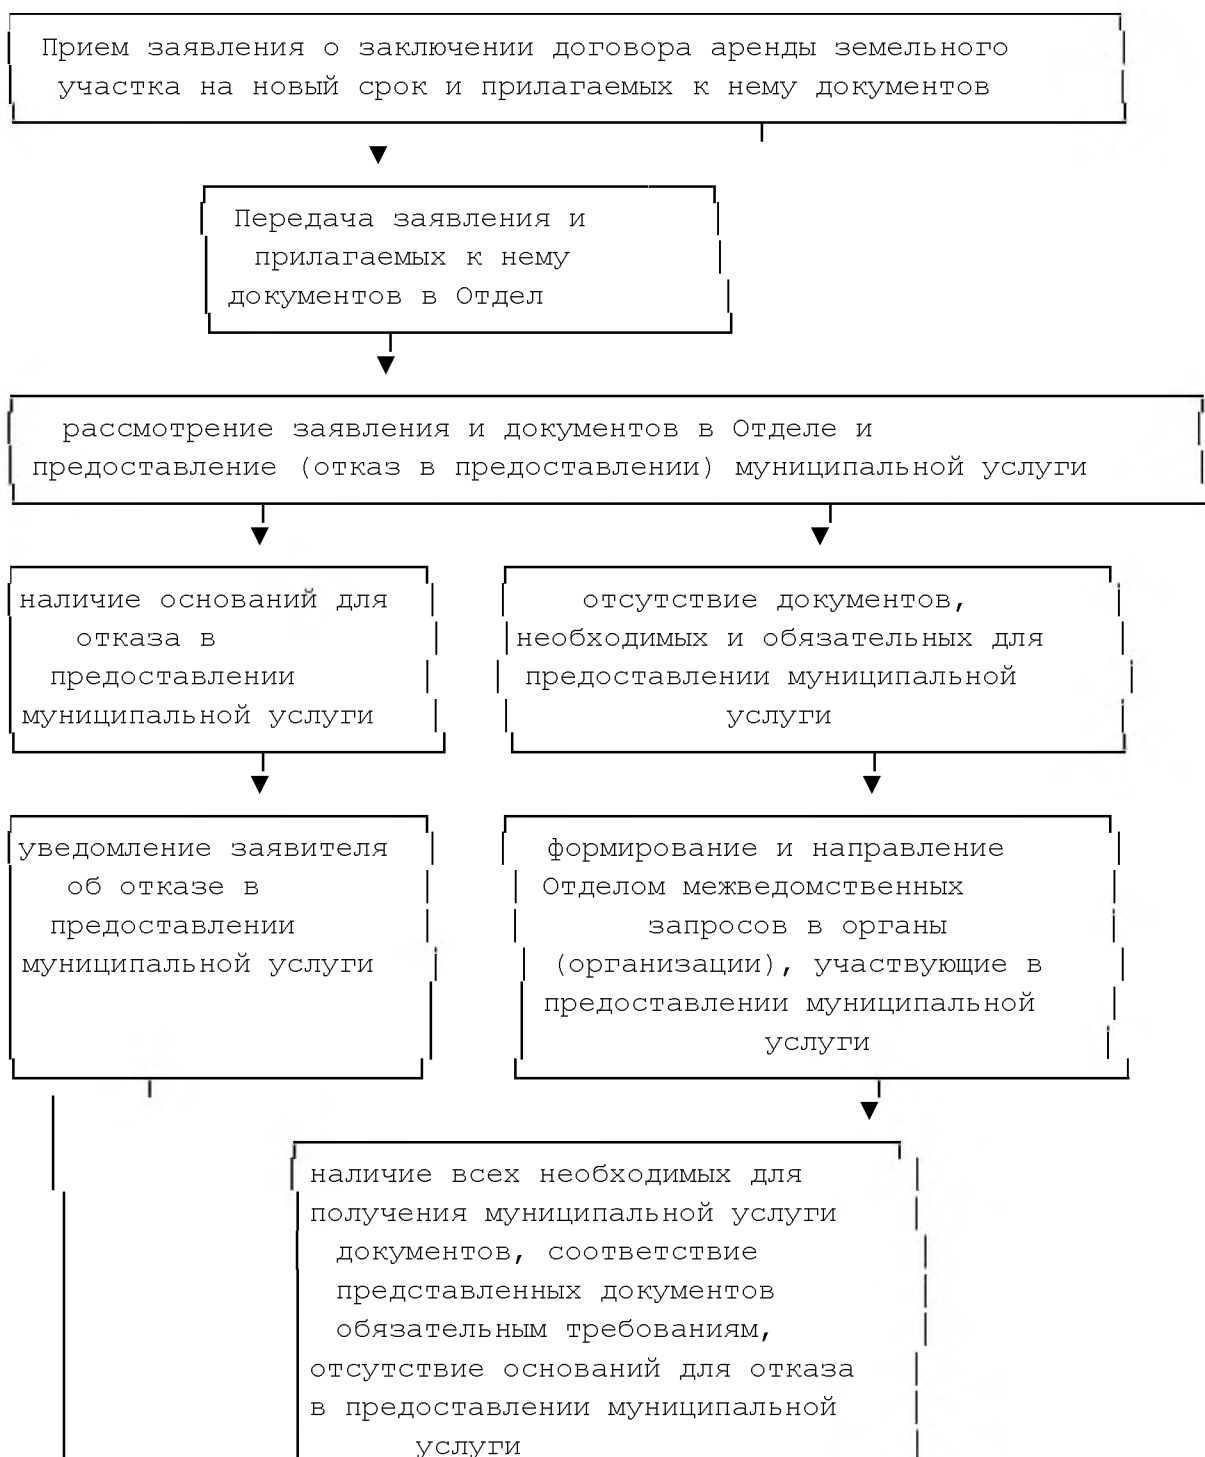 Прием заявления о заключении договора аренды земельного
участка на новый срок и прилагаемых к нему документов
Передача заявления и
прилагаемых к нему
документов в Отдел
рассмотрение заявления и документов в Отделе и
предоставление (отказ в предоставлении) муниципальной услуги
наличие оснований для
отказа в
предоставлении
муниципальной услуги
отсутствие документов,
необходимых и обязательных для
предоставлении муниципальной
услуги
уведомление заявителя
об отказе в
предоставлении
муниципальной услуги
формирование и направление
Отделом межведомственных
запросов в органы
(организации), участвующие в
предоставлении муниципальной
услуги
наличие всех необходимых для
получения муниципальной услуги
документов, соответствие
представленных документов
обязательным требованиям,
отсутствие оснований для отказа
в предоставлении муниципальной
услуги